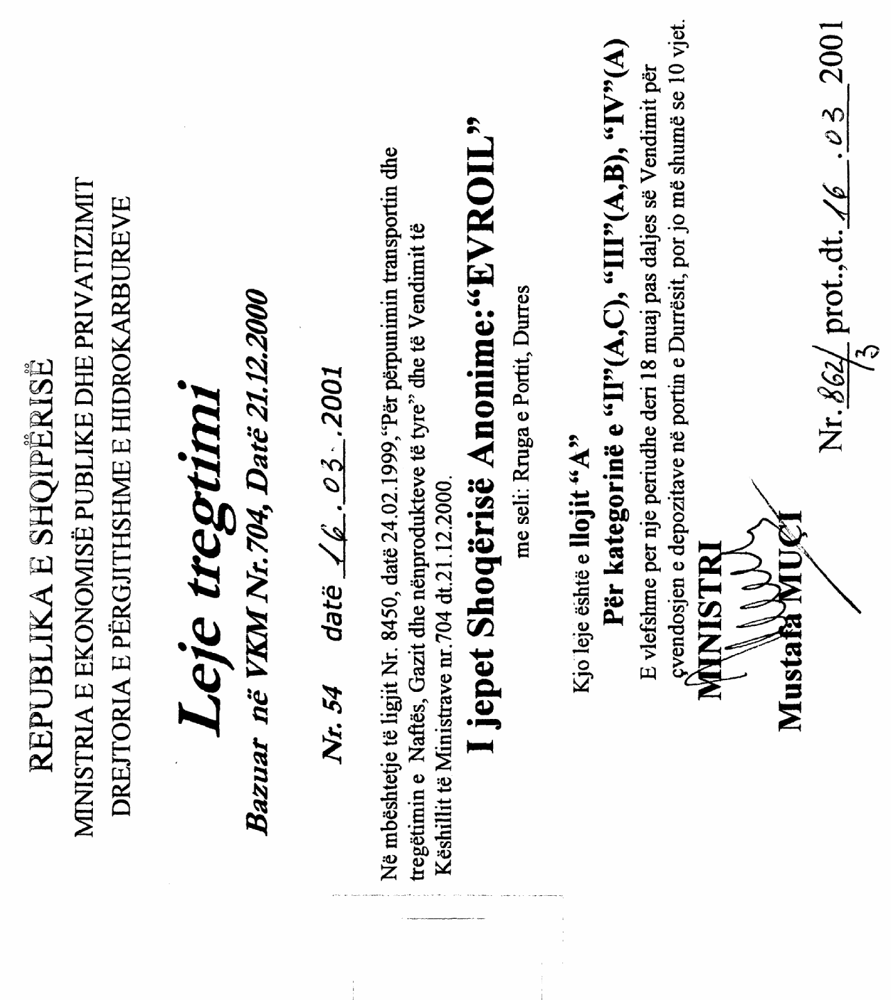 REPUBLIKA E SHQIPËRISË
MINISTRIA E EKONOMISË PUBLIKE DHE PRIVATIZIMIT
DREJTORIA E PËRGJITHSHME E HIDROKARBUREVE
Leje tregtimi
Bazuar në VKM Nr.704, Datë 21.12.2000
Nr. 54 datë 16.03.2001
Në mbështetje të ligjit Nr. 8450, datë 24.02.1999,“Për përpunimin transportin dhe
tregëtimin e Naftës, Gazit dhe nënprodukteve të tyre” dhe të Vendimit të
Këshillit të Ministrave nr.704 dt.21.12.2000.
I jepet Shoqërisë Anonime:“EVROIL”
me seli: Rruga e Portit, Durres
Kjo leje është e llojit “A”
Për kategorinë e “II”(A,C), “III”(A,B), “IV”(A)
E vlefshme per nje periudhe deri 18 muaj pas daljes së Vendimit për
çvendosjen e depozitave në portin e Durrësit, por jo më shumë se 10 vjet.
MINISTRI
Mustafa MUÇI
Nr. 862/3 prot.,dt. 16.03 2001